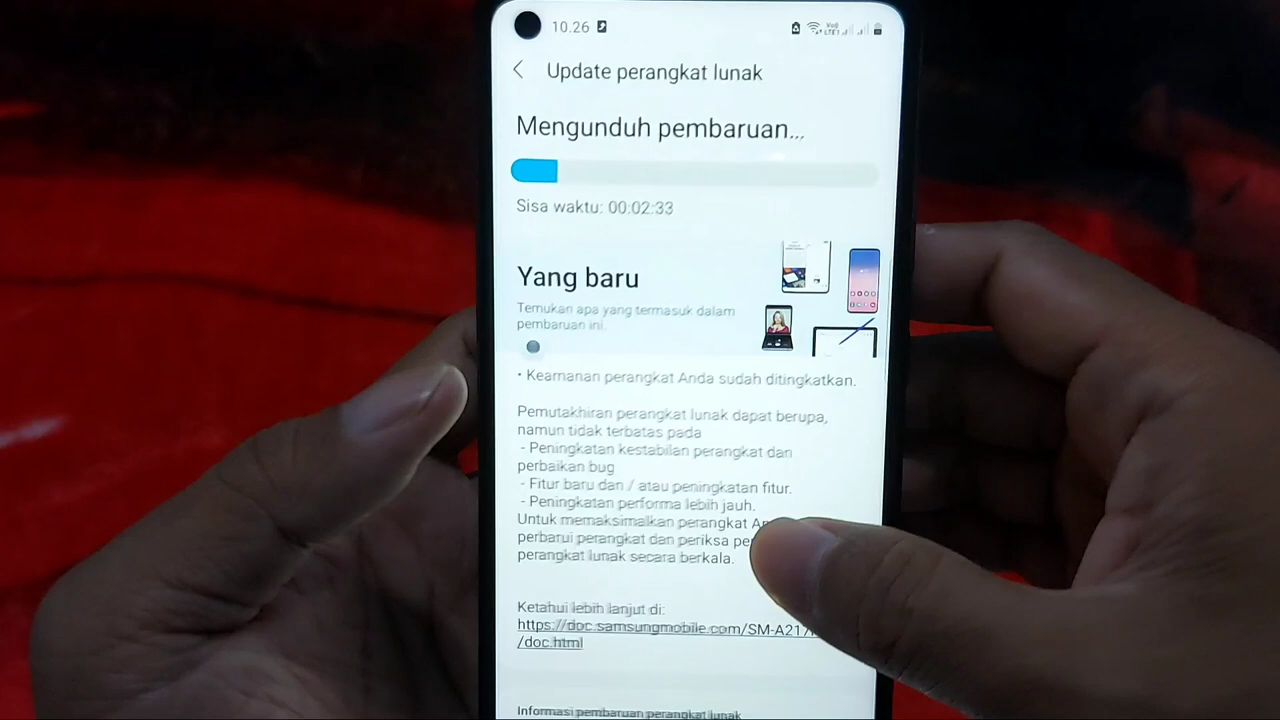 10.26
Update perangkat lunak
Mengunduh pembaruan...
Sisa waktu: 00:02:33
Yang baru
Temukan apa yang termasuk dalam
pembaruan ini.
• Keamanan perangkat Anda sudah ditingkatkan.
Pemutakhiran perangkat lunak dapat berupa,
namun tidak terbatas pada
- Peningkatan kestabilan perangkat dan
perbaikan bug
- Fitur baru dan / atau peningkatan fitur.
- Peningkatan performa lebih jauh.
Untuk memaksimalkan perangkat
perbarui perangkat dan periksa
perangkat lunak secara berkala.
Ketahui lebih lanjut di:
https://doc.samsungmobile.com/SM-A217
/doc.html
Informasi pembaruan perangkat lunak